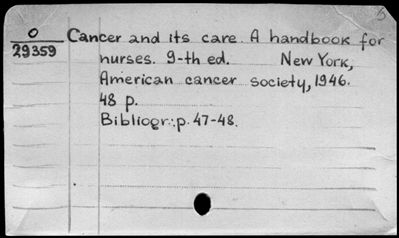 O
29359
Cancer and its care. A handbook for
nurses. 9-th ed. New York,
American cancer society, 1946.
48 p.
Bibliogr.: p. 47-48.